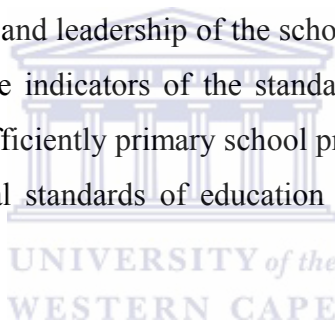 and leadership of the scho
e indicators of the standa
fficiently primary school pr
al standards of education
UNIVERSITY of the
WESTERN CAPE